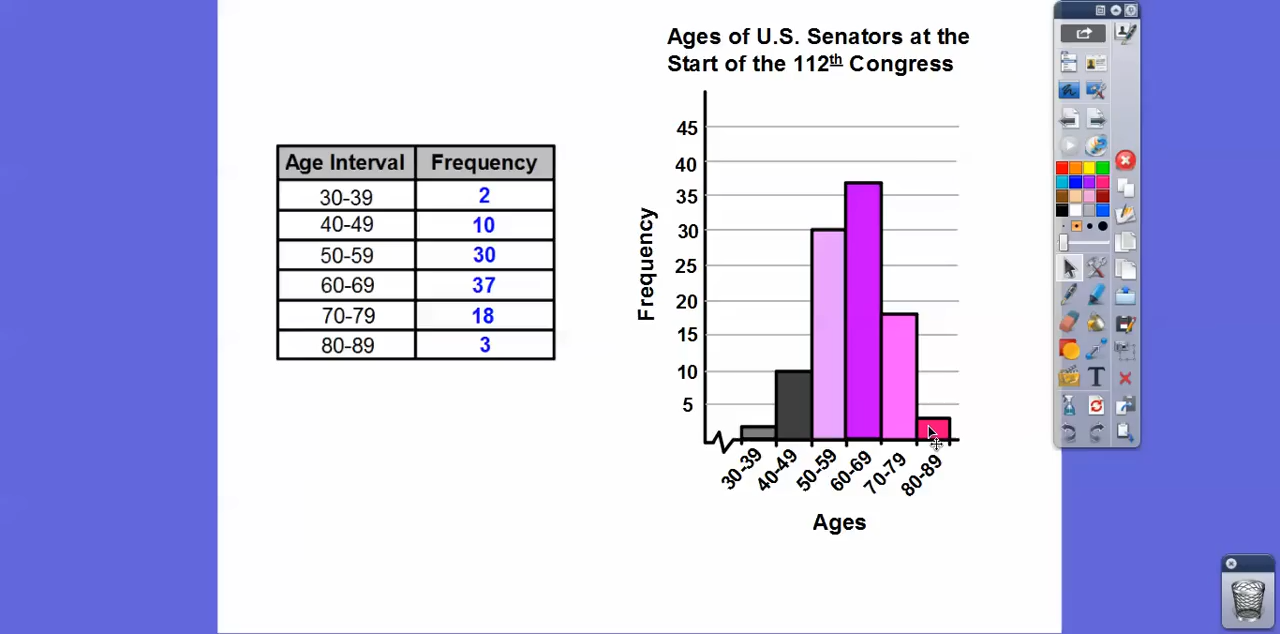 Ages of U.S. Senators at the
Start of the 112th Congress
Age Interval Frequency
30-39 2
40-49 10
50-59 30
60-69 37
70-79 18
80-89 3
Frequency
45
40
35
30
25
20
15
10
5
30-39 40-49 50-59 60-69 70-79 80-89
Ages
T